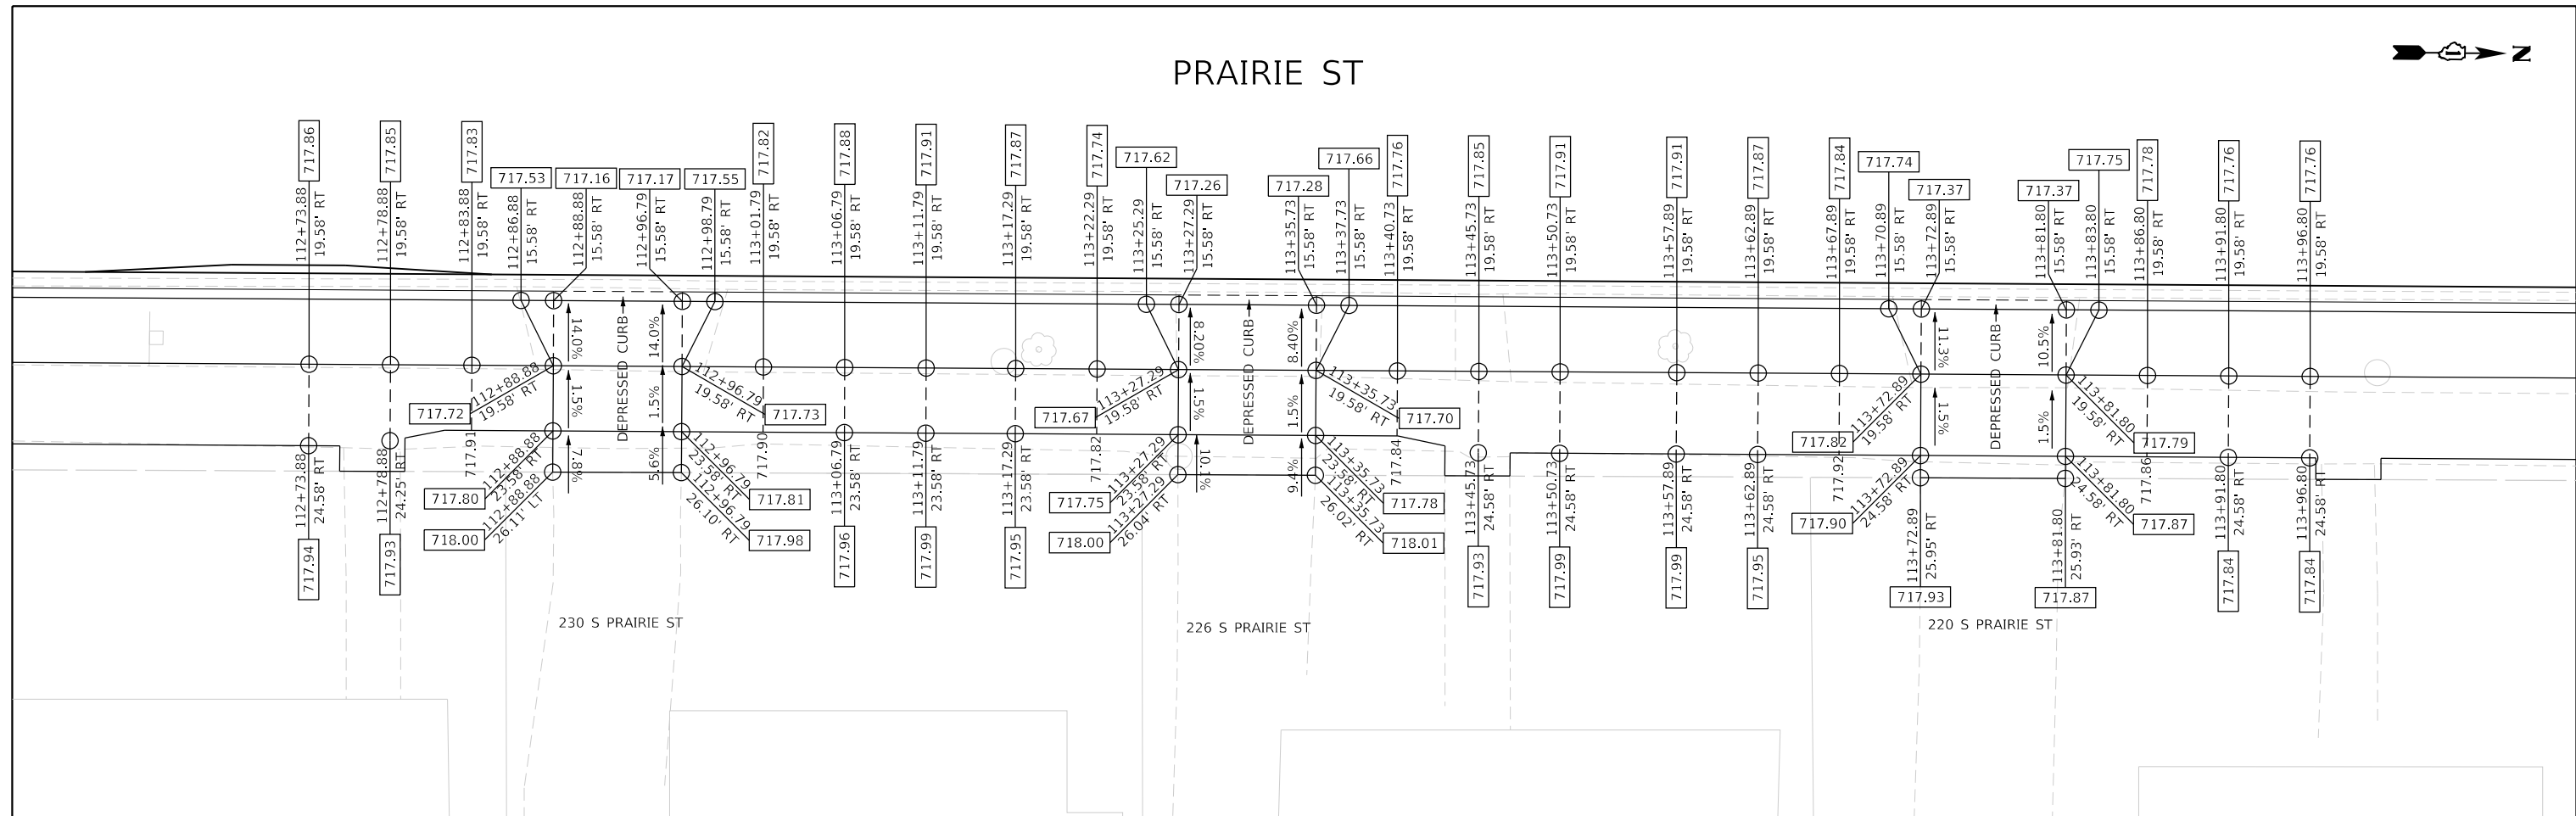 PRAIRIE ST
N
717.86
112+73.88
19.58' RT
717.85
112+78.88
19.58' RT
717.83
112+83.88
19.58' RT
717.53
112+86.88
15.58' RT
717.16
112+88.88
15.58' RT
717.17
112+96.79
15.58' RT
717.55
112+98.79
15.58' RT
717.82
113+01.79
19.58' RT
717.88
113+06.79
19.58' RT
717.91
113+11.79
19.58' RT
717.87
113+17.29
19.58' RT
717.74
113+22.29
19.58' RT
717.62
113+25.29
15.58' RT
717.26
113+27.29
15.58' RT
717.28
113+35.73
15.58' RT
717.66
113+37.73
15.58' RT
717.76
113+40.73
19.58' RT
717.85
113+45.73
19.58' RT
717.91
113+50.73
19.58' RT
717.91
113+57.89
19.58' RT
717.87
113+62.89
19.58' RT
717.84
113+67.89
19.58' RT
717.74
113+70.89
15.58' RT
717.37
113+72.89
15.58' RT
717.37
113+81.80
15.58' RT
717.75
113+83.80
15.58' RT
717.78
113+86.80
19.58' RT
717.76
113+91.80
19.58' RT
717.76
113+96.80
19.58' RT
14.0%
1.5%
7.8%
DEPRESSED CURB
14.0%
1.5%
5.6%
8.20%
1.5%
10.1%
DEPRESSED CURB
8.40%
1.5%
9.4%
11.3%
1.5%
DEPRESSED CURB
10.5%
1.5%
112+88.88
19.58' RT
717.72
112+96.79
19.58' RT
717.73
113+27.29
19.58' RT
717.67
113+35.73
19.58' RT
717.70
113+72.89
19.58' RT
717.82
113+81.80
19.58' RT
717.79
112+73.88
24.58' RT
717.94
112+78.88
24.25' RT
717.93
717.91
112+88.88
23.58' RT
717.80
112+88.88
26.11' LT
718.00
112+96.79
23.58' RT
717.81
112+96.79
26.10' RT
717.98
717.90
113+06.79
23.58' RT
717.96
113+11.79
23.58' RT
717.99
113+17.29
23.58' RT
717.95
717.82
113+27.29
23.58' RT
717.75
113+27.29
26.04' RT
718.00
113+35.73
23.58' RT
717.78
113+35.73
26.02' RT
718.01
717.84
113+45.73
24.58' RT
717.93
113+50.73
24.58' RT
717.99
113+57.89
24.58' RT
717.99
113+62.89
24.58' RT
717.95
717.92
113+72.89
24.58' RT
717.90
113+72.89
25.95' RT
717.93
113+81.80
25.93' RT
717.87
113+81.80
24.58' RT
717.87
717.86
113+91.80
24.58' RT
717.84
113+96.80
24.58' RT
717.84
230 S PRAIRIE ST
226 S PRAIRIE ST
220 S PRAIRIE ST